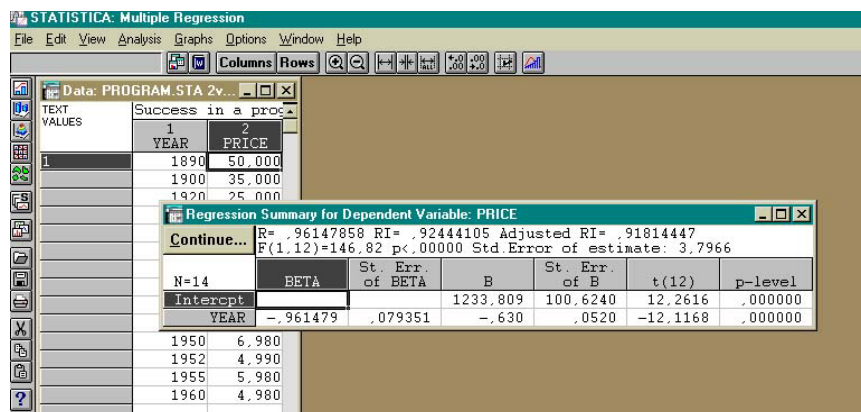 STATISTICA: Multiple Regression
File Edit View Analysis Graphs Options Window Help
Columns Rows
Data: PROGRAM.STA 2v...
TEXT VALUES Success in a prog
1 2
YEAR PRICE
1 1890 50,000
1900 35,000
1920 25,000
Regression Summary for Dependent Variable: PRICE
Continue... R= ,96147858 RI= ,92444105 Adjusted RI= ,91814447
F(1,12)=146,82 p<,00000 Std.Error of estimate: 3,7966
St. Err. St. Err.
N=14 BETA of BETA B of B t(12) p-level
Intercpt 1233,809 100,6240 12,2616 ,000000
YEAR -,961479 ,079351 -,630 ,0520 -12,1168 ,000000
1950 6,980
1952 4,990
1955 5,980
1960 4,980